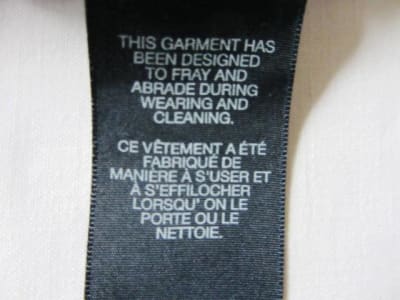 THIS GARMENT HAS
BEEN DESIGNED
TO FRAY AND
ABRADE DURING
WEARING AND
CLEANING.
CE VÊTEMENT A ÉTÉ
FABRIQUÉ DE
MANIÈRE À S'USER ET
À S'EFFILOCHER
LORSQU' ON LE
PORTE OU LE
NETTOIE.